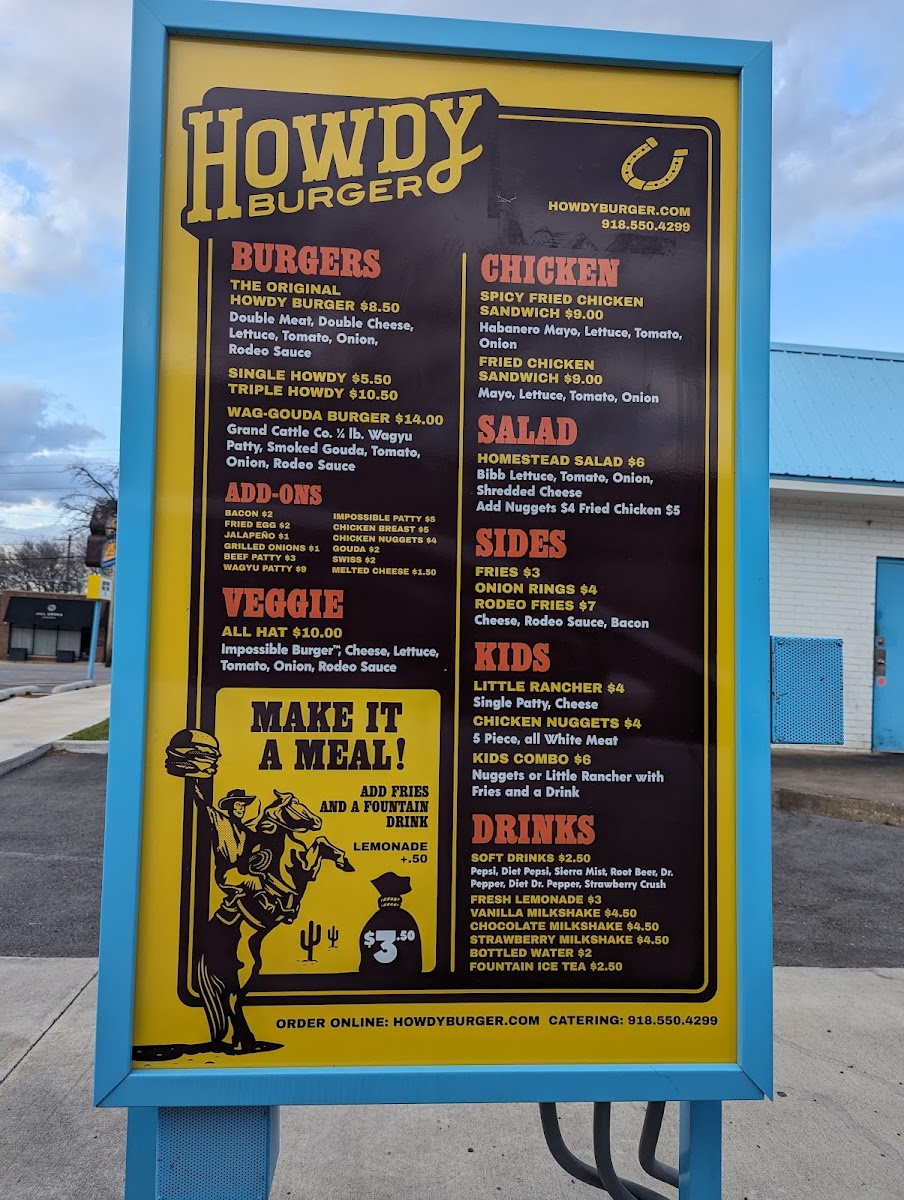 HOWDY
BURGER
HOWDYBURGER.COM
918.550.4299
BURGERS
THE ORIGINAL
HOWDY BURGER $8.50
Double Meat, Double Cheese,
Lettuce, Tomato, Onion,
Rodeo Sauce
SINGLE HOWDY $5.50
TRIPLE HOWDY $10.50
WAG-GOUDA BURGER $14.00
Grand Cattle Co. ¼ lb. Wagyu
Patty, Smoked Gouda, Tomato,
Onion, Rodeo Sauce
ADD-ONS
BACON $2
FRIED EGG $2
JALAPEÑO $1
GRILLED ONIONS $1
BEEF PATTY $3
WAGYU PATTY $9
IMPOSSIBLE PATTY $5
CHICKEN BREAST $5
CHICKEN NUGGETS $4
GOUDA $2
SWISS $2
MELTED CHEESE $1.50
VEGGIE
ALL HAT $10.00
Impossible Burger™, Cheese, Lettuce,
Tomato, Onion, Rodeo Sauce
MAKE IT
A MEAL!
ADD FRIES
AND A FOUNTAIN
DRINK
LEMONADE
+.50
$3.50
CHICKEN
SPICY FRIED CHICKEN
SANDWICH $9.00
Habanero Mayo, Lettuce, Tomato,
Onion
FRIED CHICKEN
SANDWICH $9.00
Mayo, Lettuce, Tomato, Onion
SALAD
HOMESTEAD SALAD $6
Bibb Lettuce, Tomato, Onion,
Shredded Cheese
Add Nuggets $4 Fried Chicken $5
SIDES
FRIES $3
ONION RINGS $4
RODEO FRIES $7
Cheese, Rodeo Sauce, Bacon
KIDS
LITTLE RANCHER $4
Single Patty, Cheese
CHICKEN NUGGETS $4
5 Piece, all White Meat
KIDS COMBO $6
Nuggets or Little Rancher with
Fries and a Drink
DRINKS
SOFT DRINKS $2.50
Pepsi, Diet Pepsi, Sierra Mist, Root Beer, Dr.
Pepper, Diet Dr. Pepper, Strawberry Crush
FRESH LEMONADE $3
VANILLA MILKSHAKE $4.50
CHOCOLATE MILKSHAKE $4.50
STRAWBERRY MILKSHAKE $4.50
BOTTLED WATER $2
FOUNTAIN ICE TEA $2.50
ORDER ONLINE: HOWDYBURGER.COM CATERING: 918.550.4299